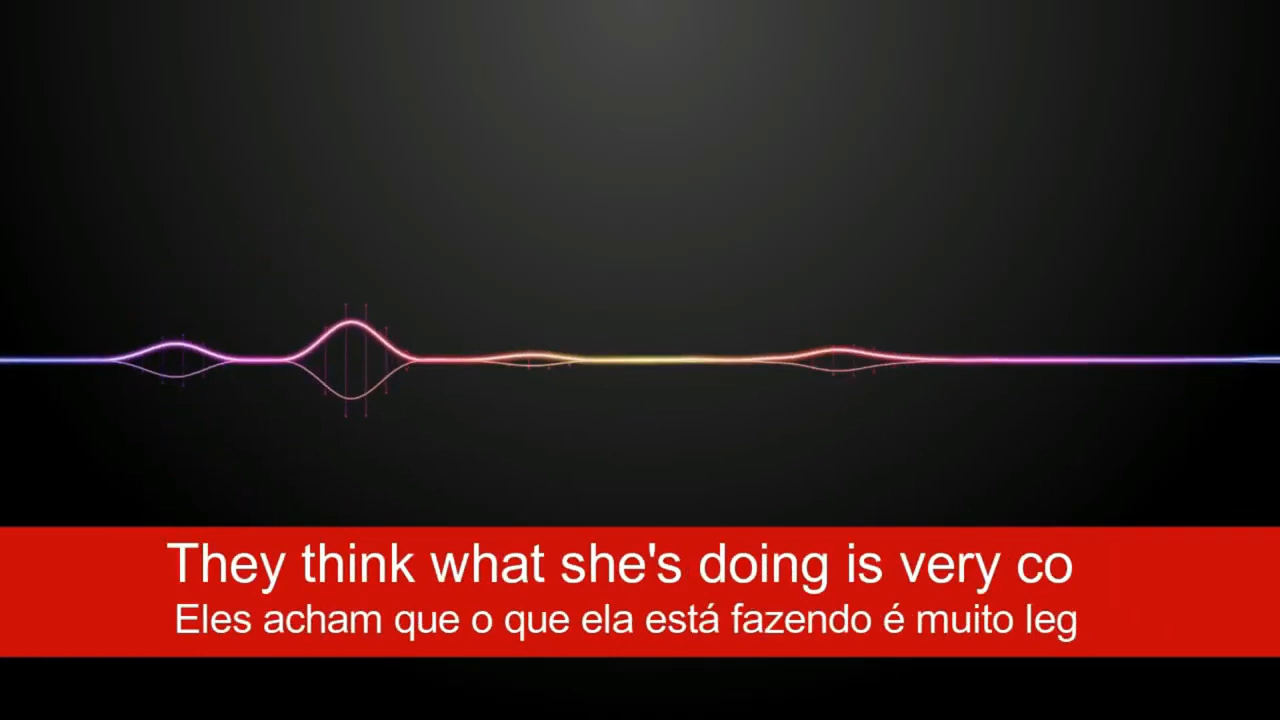 They think what she's doing is very co
Eles acham que o que ela está fazendo é muito leg